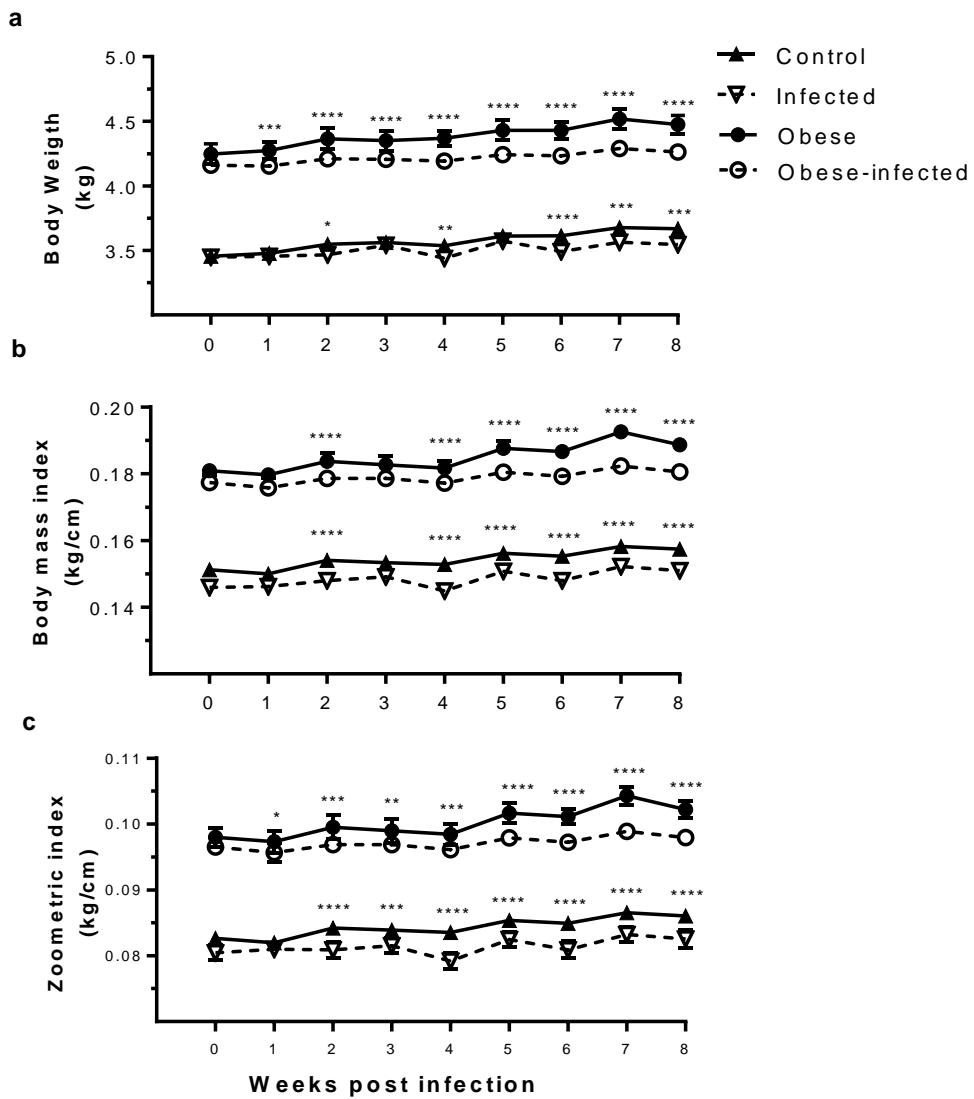 a
5.0
4.5
4.0
3.5
Body Weigth
(kg)
*** **** **** **** **** **** **** ****
* ** **** *** ***
0 1 2 3 4 5 6 7 8
Control
Infected
Obese
Obese-infected
b
0.20
0.18
0.16
0.14
Body mass index
(kg/cm)
**** **** **** **** **** ****
**** **** **** **** **** ****
0 1 2 3 4 5 6 7 8
c
0.11
0.10
0.09
0.08
Zoometric index
(kg/cm)
* *** ** *** **** **** **** ****
**** *** **** **** **** **** ****
0 1 2 3 4 5 6 7 8
Weeks post infection